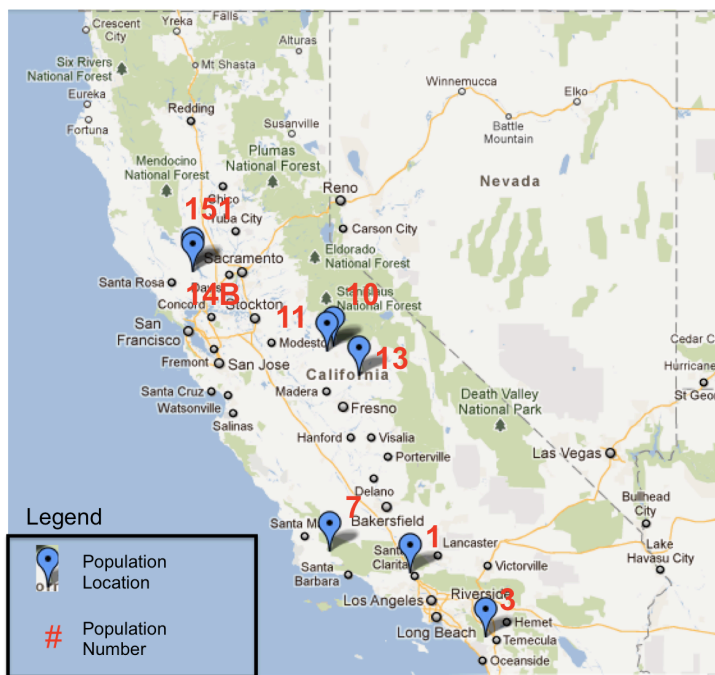 Crescent
City
Yreka
Falls
Alturas
Six Rivers
National Forest
Mt Shasta
Eureka
Fortuna
Redding
Susanville
Winnemucca
Elko
Battle
Mountain
Plumas
National Forest
Mendocino
National Forest
Chico
Reno
Nevada
151
Yuba City
Carson City
Eldorado
National Forest
Sacramento
Santa Rosa
Davis
14B
Concord
Stockton
Stanislaus
National Forest
10
11
San
Francisco
Modesto
13
Fremont
San Jose
California
Cedar C
Hurricane
St Geor
Santa Cruz
Watsonville
Salinas
Madera
Fresno
Death Valley
National Park
Hanford
Visalia
Porterville
Las Vegas
Delano
7
Bakersfield
Bullhead
City
Santa M
1
Lancaster
Lake
Havasu City
Santa
Clarita
Victorville
Santa
Barbara
Los Angeles
Riverside
3
Long Beach
Hemet
Temecula
Oceanside
Legend
Population
Location
#
Population
Number